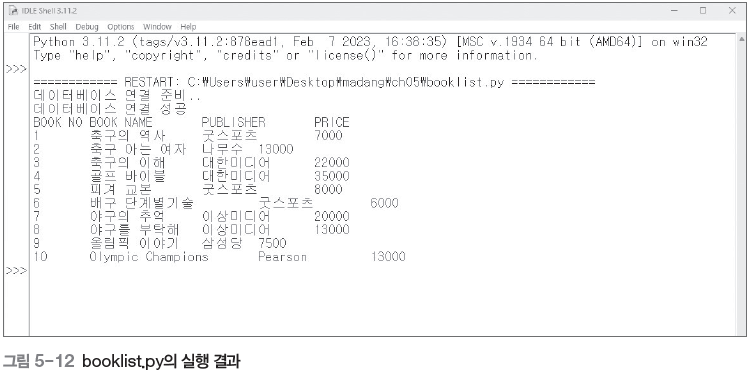 IDLE Shell 3.11.2
File Edit Shell Debug Options Window Help
Python 3.11.2 (tags/v3.11.2:878ead1, Feb  7 2023, 16:38:35) [MSC v.1934 64 bit (AMD64)] on win32
Type "help", "copyright", "credits" or "license()" for more information.
>>>
============ RESTART: C:₩Users₩user₩Desktop₩madang₩ch05₩booklist.py ============
데이터베이스 연결 준비..
데이터베이스 연결 성공
BOOK NO BOOK NAME PUBLISHER PRICE
1 축구의 역사 굿스포츠 7000
2 축구 아는 여자 나무수 13000
3 축구의 이해 대한미디어 22000
4 골프 바이블 대한미디어 35000
5 피겨 교본 굿스포츠 8000
6 배구 단계별기술 굿스포츠 6000
7 야구의 추억 이상미디어 20000
8 야구를 부탁해 이상미디어 13000
9 올림픽 이야기 삼성당 7500
10 Olympic Champions Pearson 13000
>>>
그림 5-12 booklist.py의 실행 결과